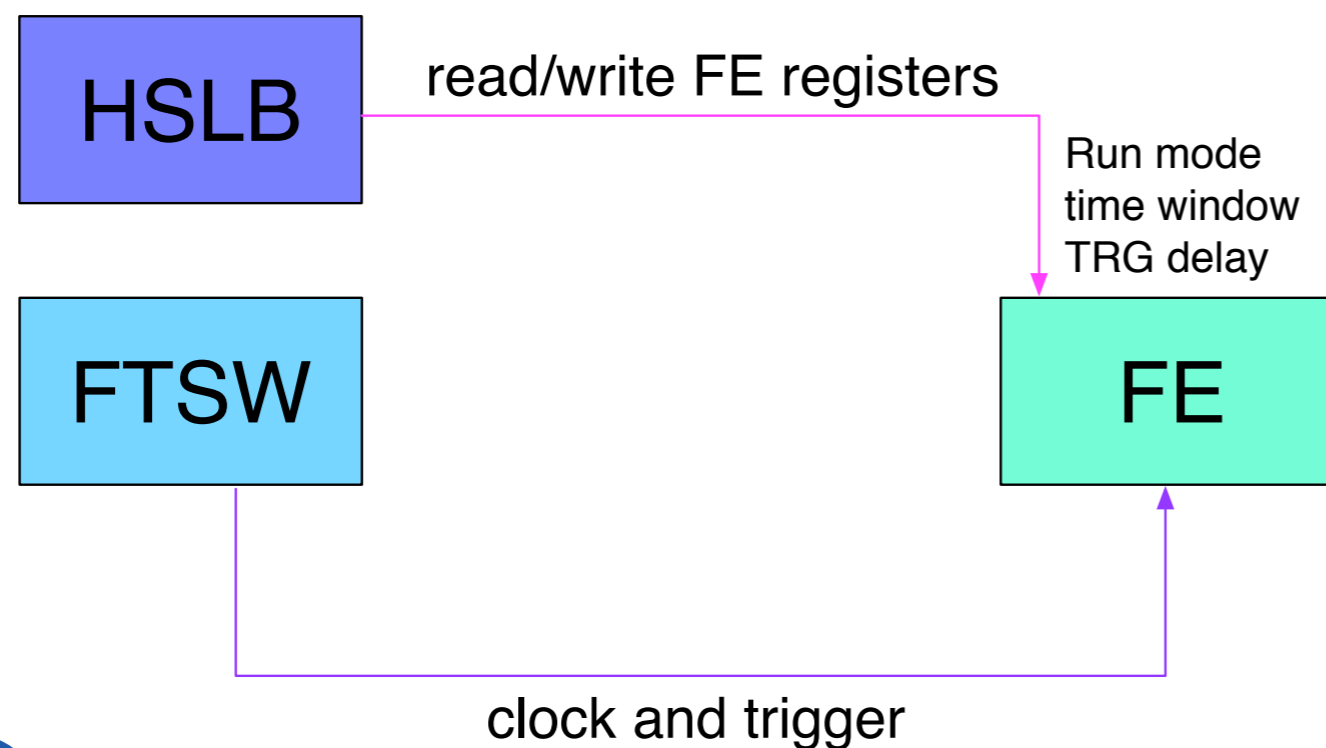 HSLB
read/write FE registers
Run mode
time window
TRG delay
FTSW
FE
clock and trigger